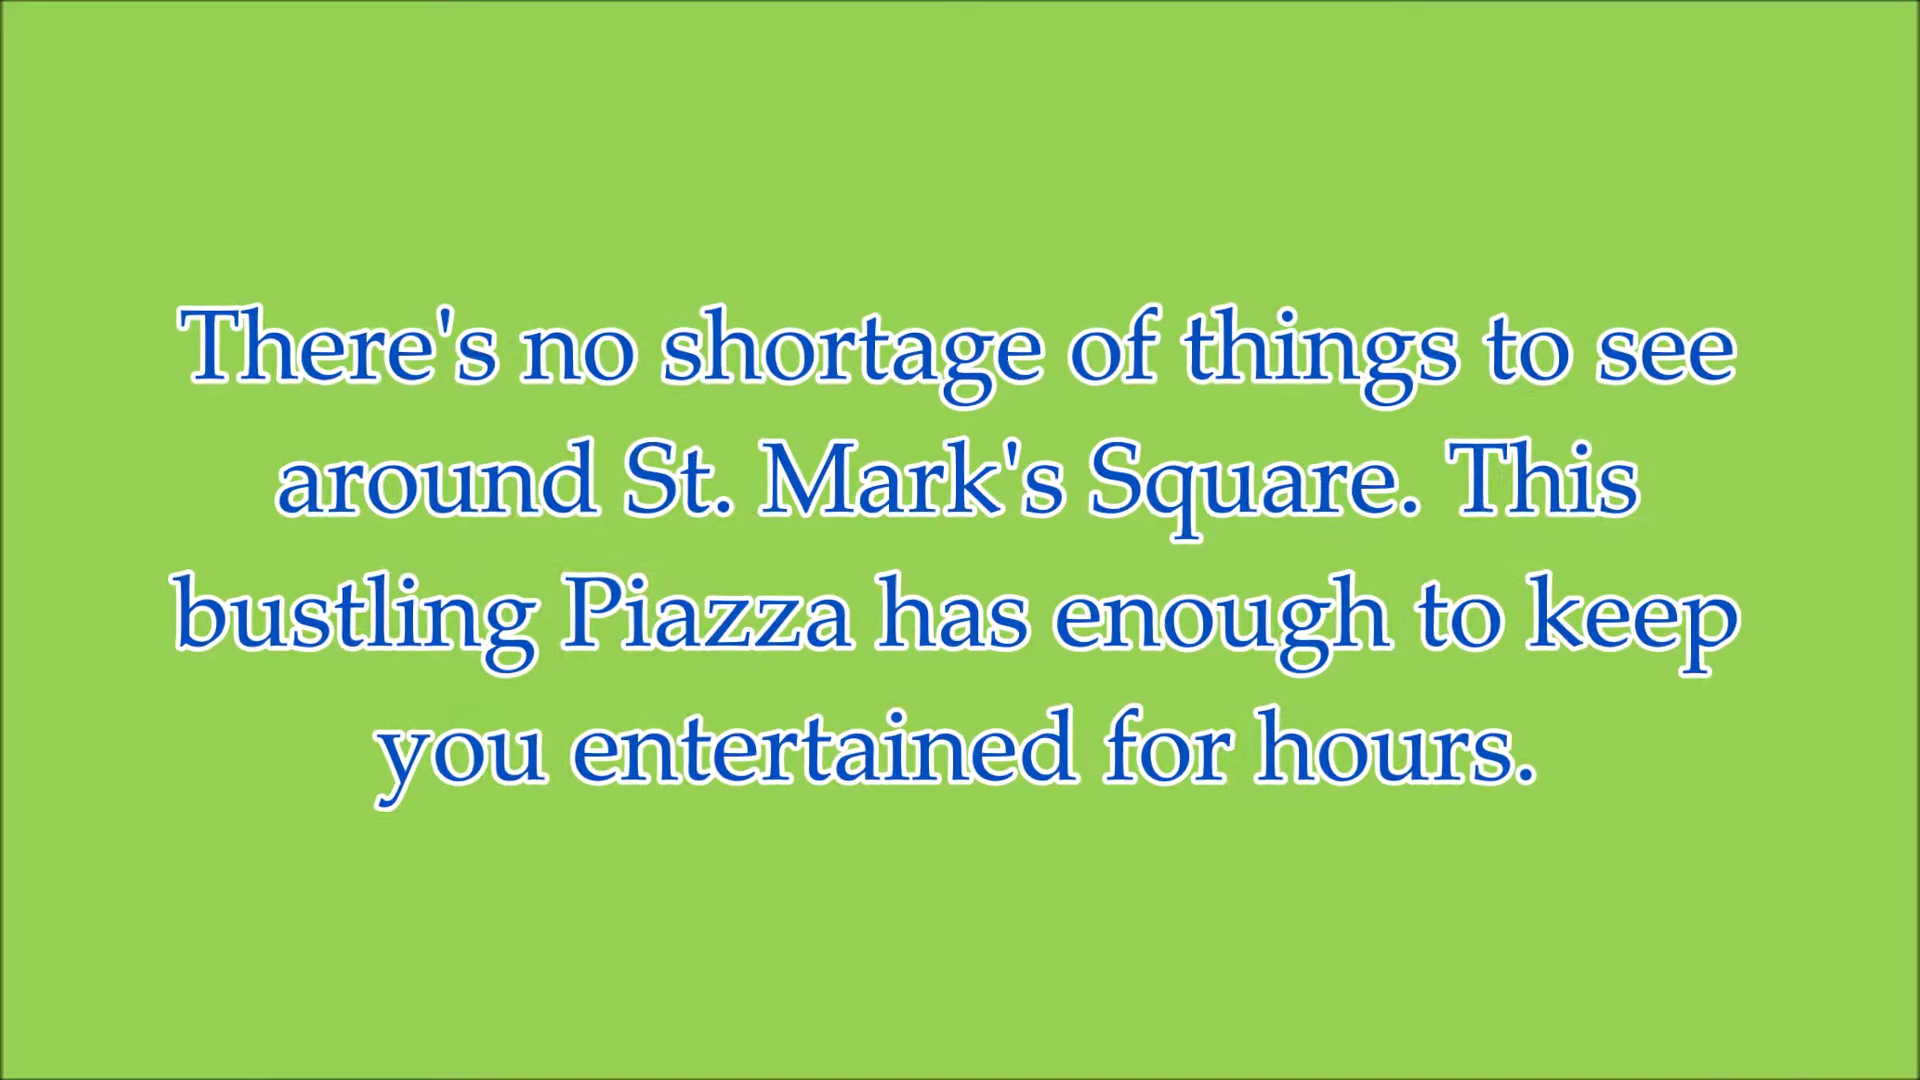 There's no shortage of things to see
around St. Mark's Square. This
bustling Piazza has enough to keep
you entertained for hours.